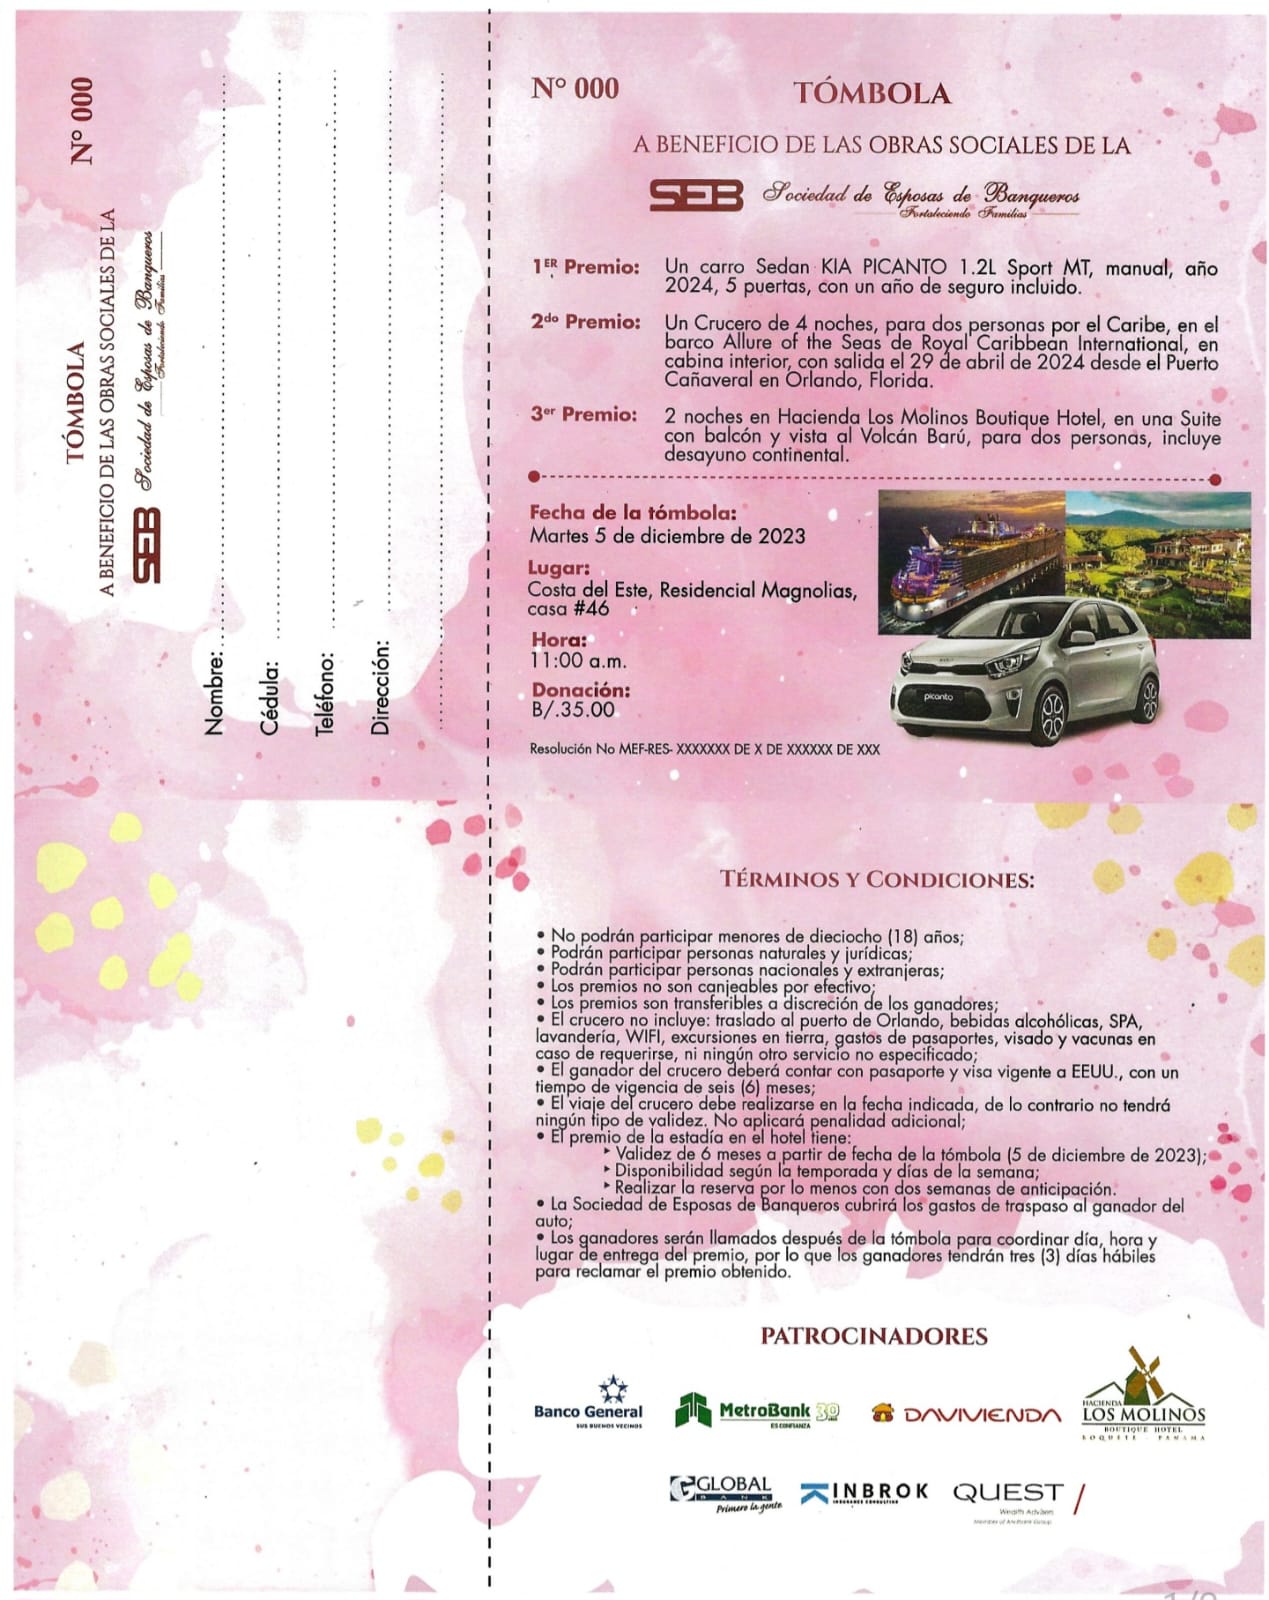 N° 000
TÓMBOLA
A BENEFICIO DE LAS OBRAS SOCIALES DE LA
SEB Sociedad de Esposas de Banqueros
Fortaleciendo Familias
Nombre:
Cédula:
Teléfono:
Dirección:
N° 000
TÓMBOLA
A BENEFICIO DE LAS OBRAS SOCIALES DE LA
SEB Sociedad de Esposas de Banqueros
Fortaleciendo Familias
1ER Premio: Un carro Sedan KIA PICANTO 1.2L Sport MT, manual, año
2024, 5 puertas, con un año de seguro incluido.
2do Premio: Un Crucero de 4 noches, para dos personas por el Caribe, en el
barco Allure of the Seas de Royal Caribbean International, en
cabina interior, con salida el 29 de abril de 2024 desde el Puerto
Cañaveral en Orlando, Florida.
3er Premio: 2 noches en Hacienda Los Molinos Boutique Hotel, en una Suite
con balcón y vista al Volcán Barú, para dos personas, incluye
desayuno continental.
Fecha de la tómbola:
Martes 5 de diciembre de 2023
Lugar:
Costa del Este, Residencial Magnolias,
casa #46
Hora:
11:00 a.m.
Donación:
B/.35.00
picanto
Resolución No MEF-RES- XXXXXXX DE X DE XXXXXX DE XXX
TÉRMINOS Y CONDICIONES:
• No podrán participar menores de dieciocho (18) años;
• Podrán participar personas naturales y jurídicas;
• Podrán participar personas nacionales y extranjeras;
• Los premios no son canjeables por efectivo;
• Los premios son transferibles a discreción de los ganadores;
• El crucero no incluye: traslado al puerto de Orlando, bebidas alcohólicas, SPA,
lavandería, WIFI, excursiones en tierra, gastos de pasaportes, visado y vacunas en
caso de requerirse, ni ningún otro servicio no especificado;
• El ganador del crucero deberá contar con pasaporte y visa vigente a EEUU., con un
tiempo de vigencia de seis (6) meses;
• El viaje del crucero debe realizarse en la fecha indicada, de lo contrario no tendrá
ningún tipo de validez. No aplicará penalidad adicional;
• El premio de la estadía en el hotel tiene:
‣ Validez de 6 meses a partir de fecha de la tómbola (5 de diciembre de 2023);
‣ Disponibilidad según la temporada y días de la semana;
‣ Realizar la reserva por lo menos con dos semanas de anticipación.
• La Sociedad de Esposas de Banqueros cubrirá los gastos de traspaso al ganador del
auto;
• Los ganadores serán llamados después de la tómbola para coordinar día, hora y
lugar de entrega del premio, por lo que los ganadores tendrán tres (3) días hábiles
para reclamar el premio obtenido.
PATROCINADORES
Banco General
SUS BUENOS VECINOS
MetroBank 30
ES CONFIANZA
DAVIVIENDA
HACIENDA
LOS MOLINOS
BOUTIQUE HOTEL
BOQUETE - PANAMA
GLOBAL
BANK
Primero la gente
INBROK
INSURANCE CONSULTING
QUEST
Wealth Advisers